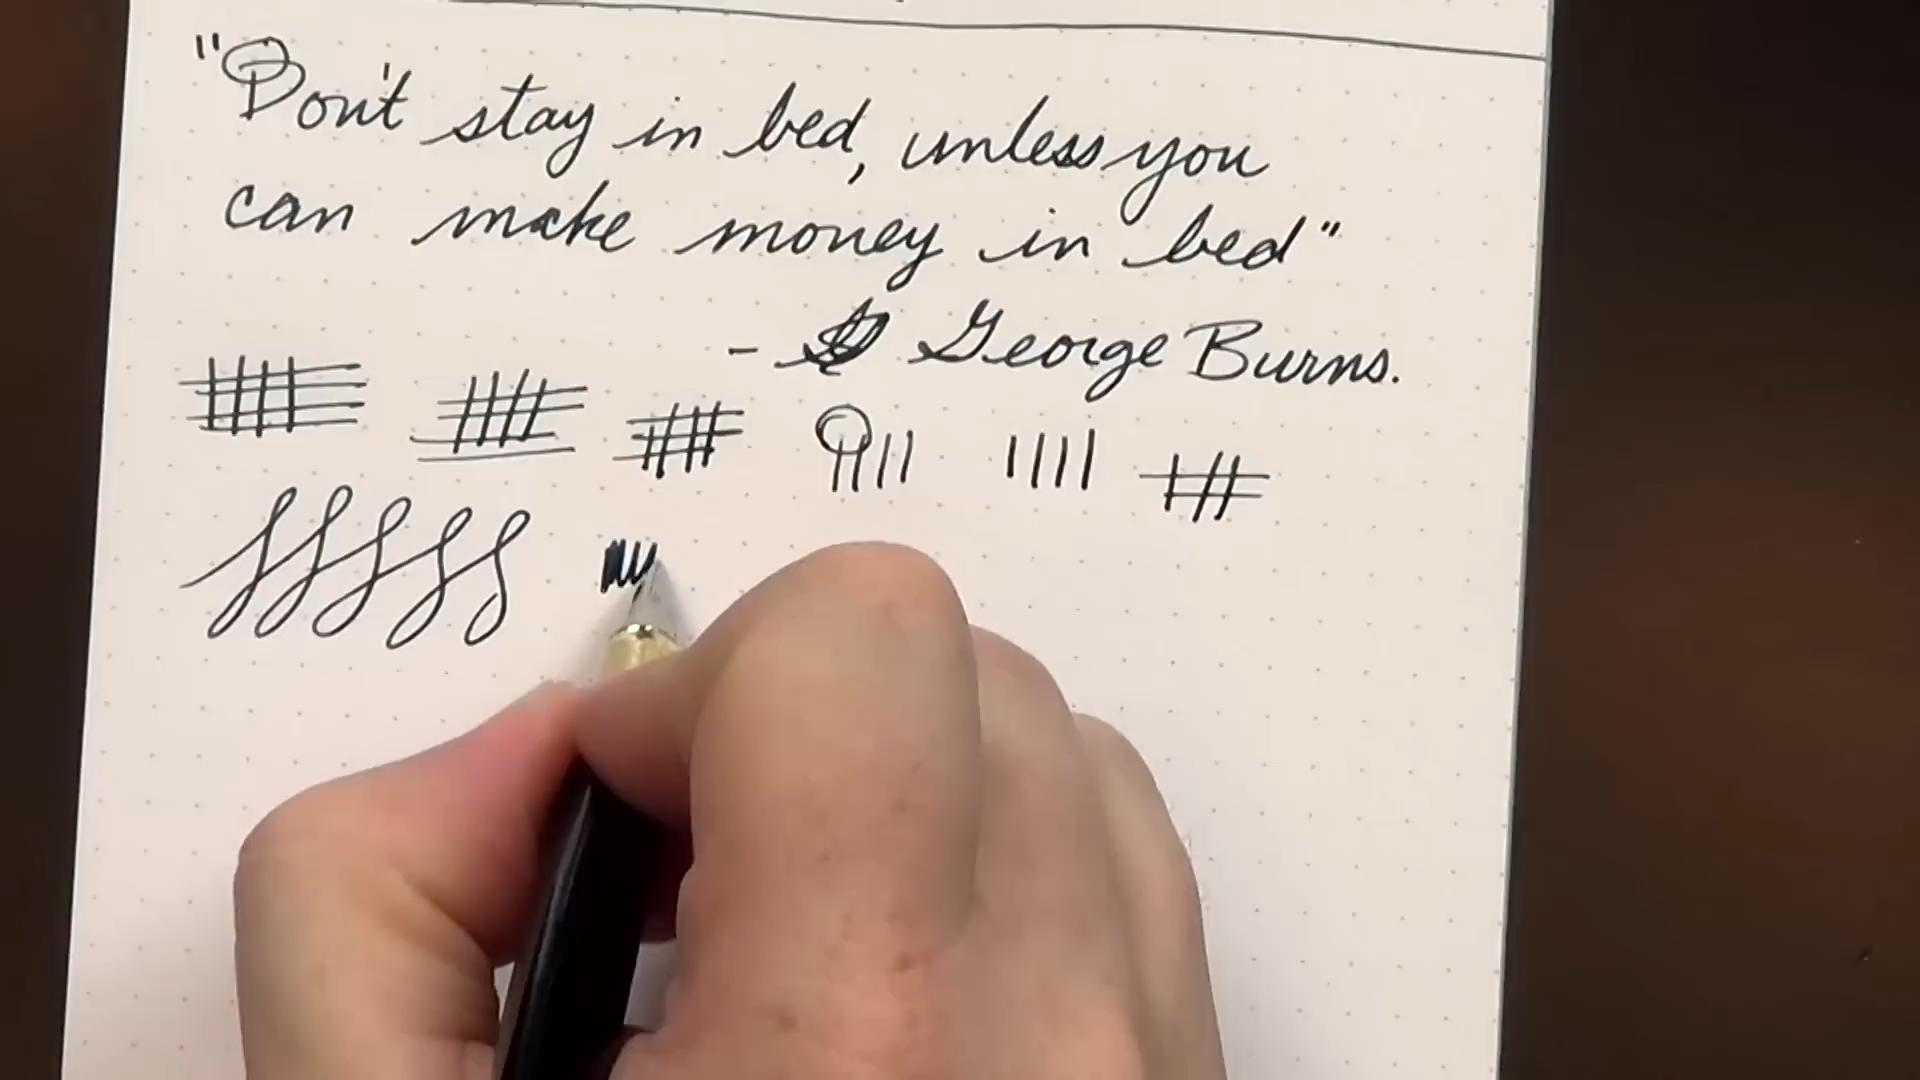 "Don't stay in bed, unless you
can make money in bed"
- George Burns.